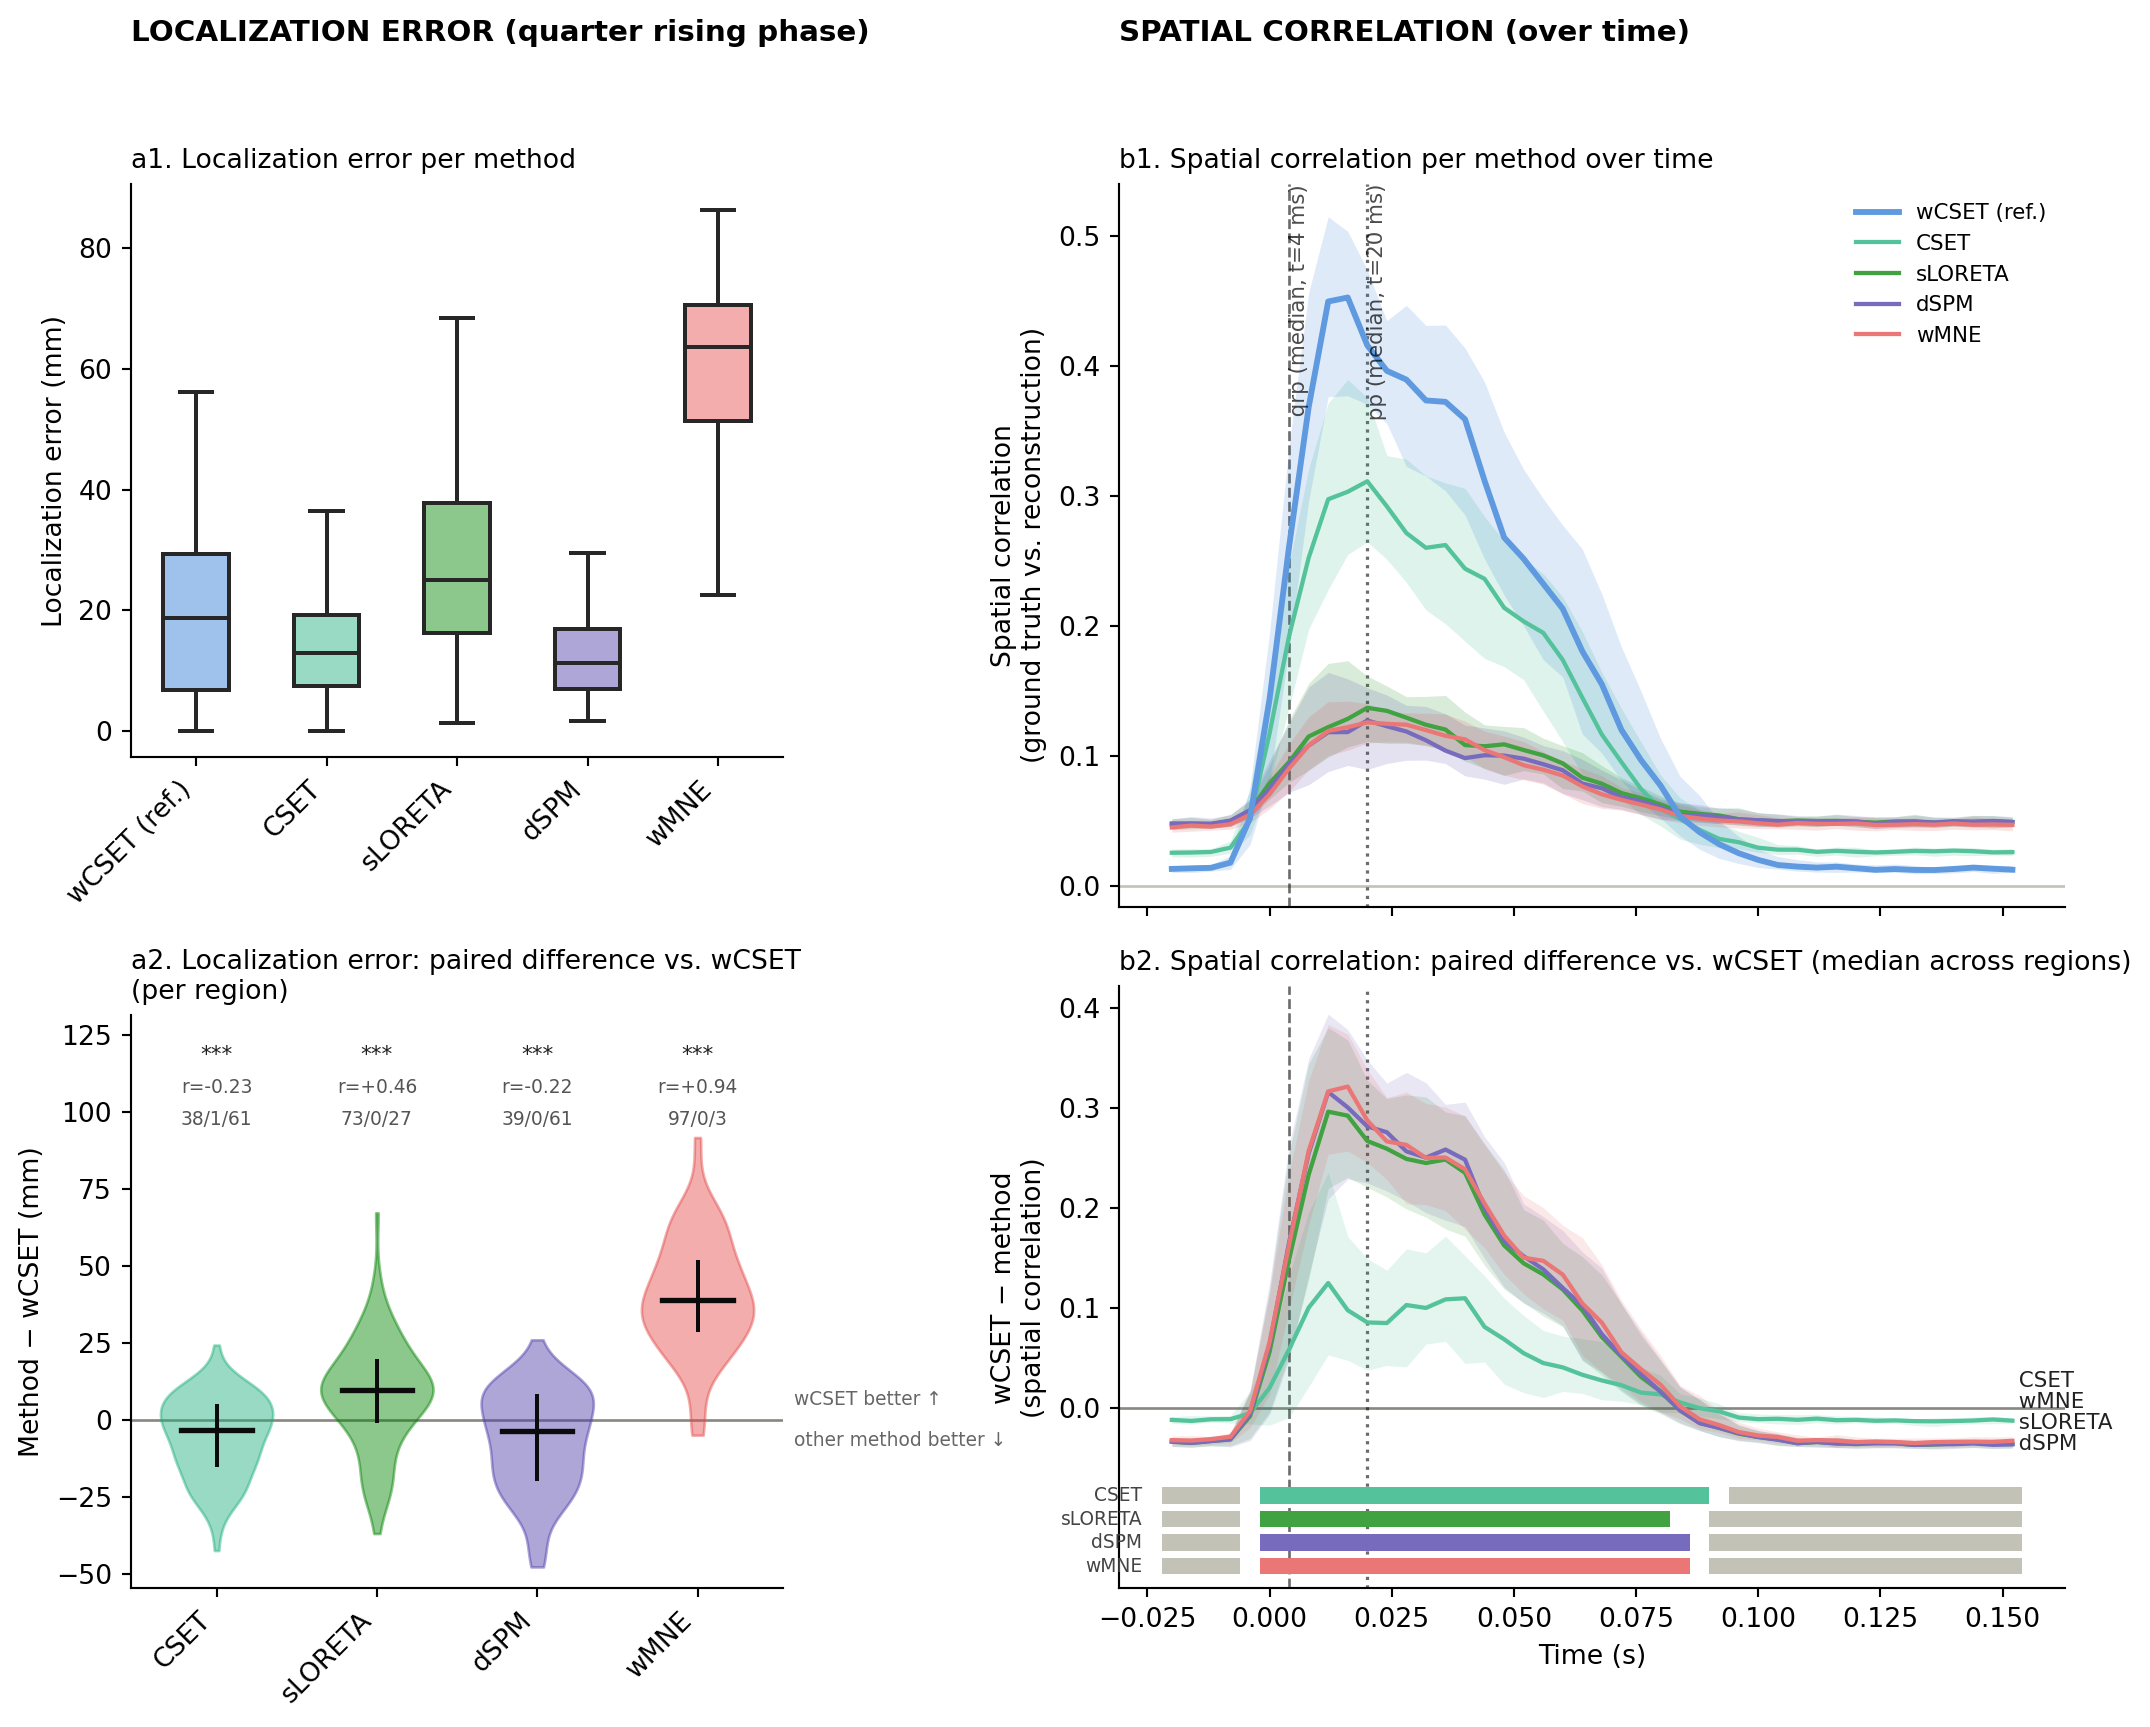 LOCALIZATION ERROR (quarter rising phase)
a1. Localization error per method
Localization error (mm)
80
60
40
20
0
wCSET (ref.)
CSET
sLORETA
dSPM
wMNE
SPATIAL CORRELATION (over time)
b1. Spatial correlation per method over time
Spatial correlation
(ground truth vs. reconstruction)
0.5
0.4
0.3
0.2
0.1
0.0
qrp (median, t=4 ms)
pp (median, t=20 ms)
wCSET (ref.)
CSET
sLORETA
dSPM
wMNE
a2. Localization error: paired difference vs. wCSET
(per region)
Method − wCSET (mm)
125
100
75
50
25
0
−25
−50
*** *** *** ***
r=-0.23 r=+0.46 r=-0.22 r=+0.94
38/1/61 73/0/27 39/0/61 97/0/3
wCSET better ↑
other method better ↓
CSET
sLORETA
dSPM
wMNE
b2. Spatial correlation: paired difference vs. wCSET (median across regions)
wCSET − method
(spatial correlation)
0.4
0.3
0.2
0.1
0.0
CSET
wMNE
sLORETA
dSPM
CSET
sLORETA
dSPM
wMNE
−0.025 0.000 0.025 0.050 0.075 0.100 0.125 0.150
Time (s)